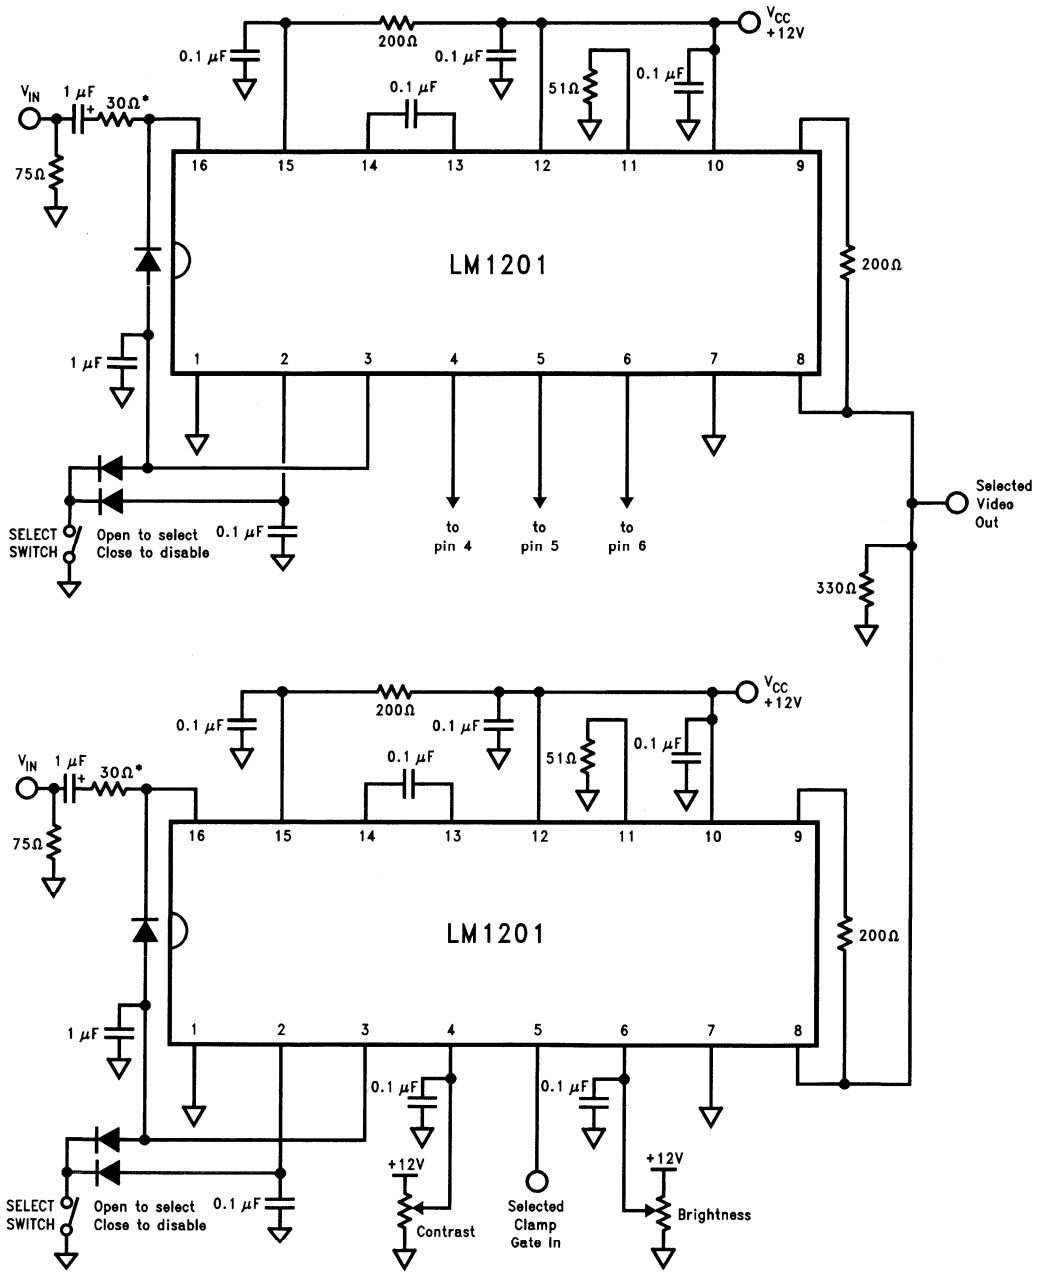 V_CC
+12V
0.1 μF
200Ω
0.1 μF
51Ω
0.1 μF
0.1 μF
V_IN
1 μF
+
30Ω*
75Ω
16
15
14
13
12
11
10
9
LM1201
200Ω
1 μF
1
2
3
4
5
6
7
8
SELECT
SWITCH
Open to select
Close to disable
0.1 μF
to
pin 4
to
pin 5
to
pin 6
Selected
Video
Out
330Ω
V_CC
+12V
0.1 μF
200Ω
0.1 μF
51Ω
0.1 μF
0.1 μF
V_IN
1 μF
+
30Ω*
75Ω
16
15
14
13
12
11
10
9
LM1201
200Ω
1 μF
1
2
3
4
5
6
7
8
0.1 μF
0.1 μF
SELECT
SWITCH
Open to select
Close to disable
0.1 μF
+12V
Contrast
Selected
Clamp
Gate In
+12V
Brightness